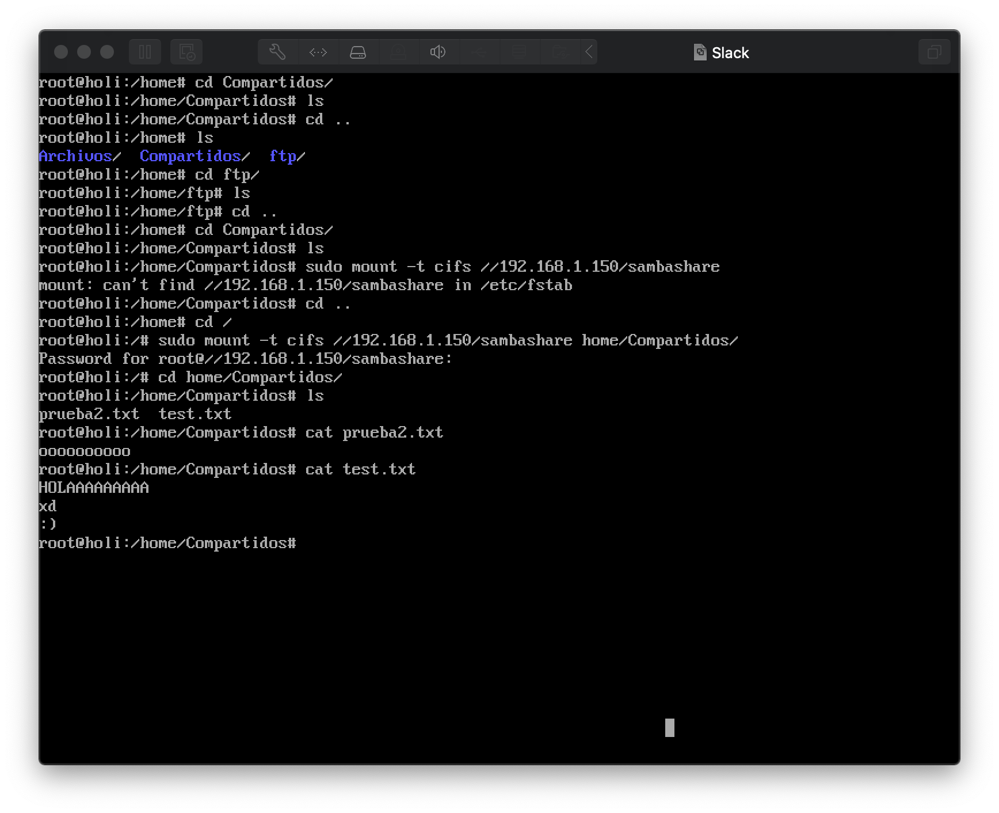 Slack
root@holi:/home# cd Compartidos/
root@holi:/home/Compartidos# ls
root@holi:/home/Compartidos# cd ..
root@holi:/home# ls
Archivos/  Compartidos/  ftp/
root@holi:/home# cd ftp/
root@holi:/home/ftp# ls
root@holi:/home/ftp# cd ..
root@holi:/home# cd Compartidos/
root@holi:/home/Compartidos# ls
root@holi:/home/Compartidos# sudo mount -t cifs //192.168.1.150/sambashare
mount: can't find //192.168.1.150/sambashare in /etc/fstab
root@holi:/home/Compartidos# cd ..
root@holi:/home# cd /
root@holi:/# sudo mount -t cifs //192.168.1.150/sambashare home/Compartidos/
Password for root@//192.168.1.150/sambashare:
root@holi:/# cd home/Compartidos/
root@holi:/home/Compartidos# ls
prueba2.txt  test.txt
root@holi:/home/Compartidos# cat prueba2.txt
oooooooooo
root@holi:/home/Compartidos# cat test.txt
HOLAAAAAAAAA
xd
:)
root@holi:/home/Compartidos#